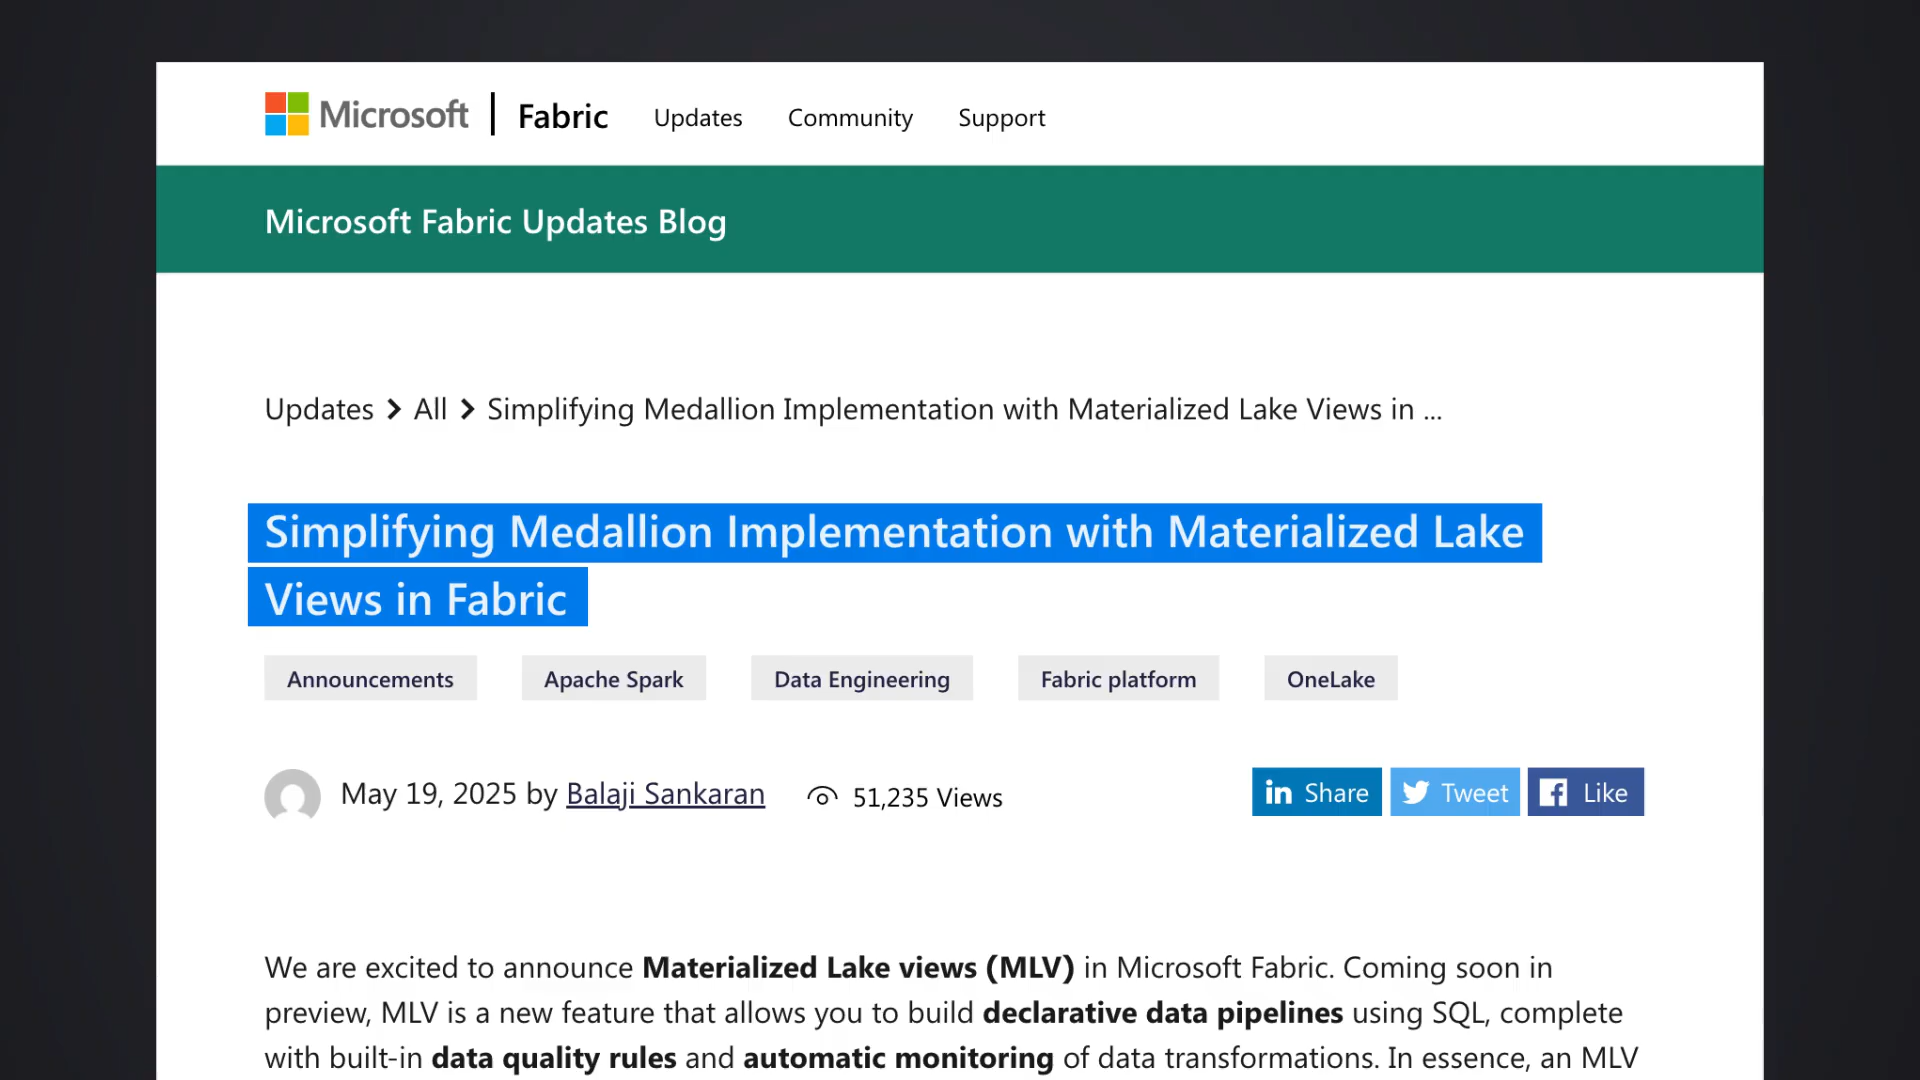 Microsoft | Fabric Updates Community Support
Microsoft Fabric Updates Blog
Updates > All > Simplifying Medallion Implementation with Materialized Lake Views in ...
Simplifying Medallion Implementation with Materialized Lake
Views in Fabric
Announcements Apache Spark Data Engineering Fabric platform OneLake
May 19, 2025 by Balaji Sankaran 51,235 Views in Share Tweet f Like
We are excited to announce Materialized Lake views (MLV) in Microsoft Fabric. Coming soon in
preview, MLV is a new feature that allows you to build declarative data pipelines using SQL, complete
with built-in data quality rules and automatic monitoring of data transformations. In essence, an MLV